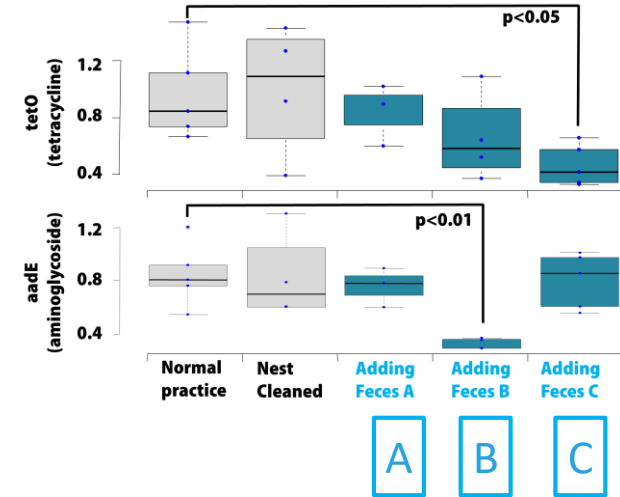 p<0.05
tetO
(tetracycline)
1.2
0.8
0.4
p<0.01
aadE
(aminoglycoside)
1.2
0.8
0.4
Normal
practice
Nest
Cleaned
Adding
Feces A
Adding
Feces B
Adding
Feces C
A
B
C